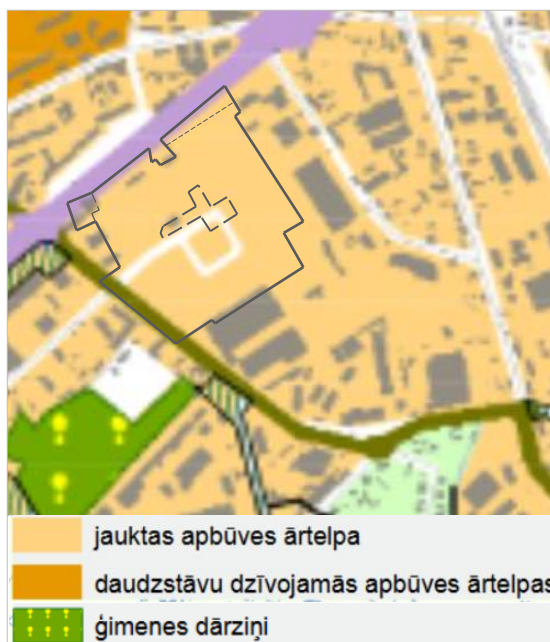 jauktas apbūves ārtelpa
daudzstāvu dzīvojamās apbūves ārtelpas
ģimenes dārziņi